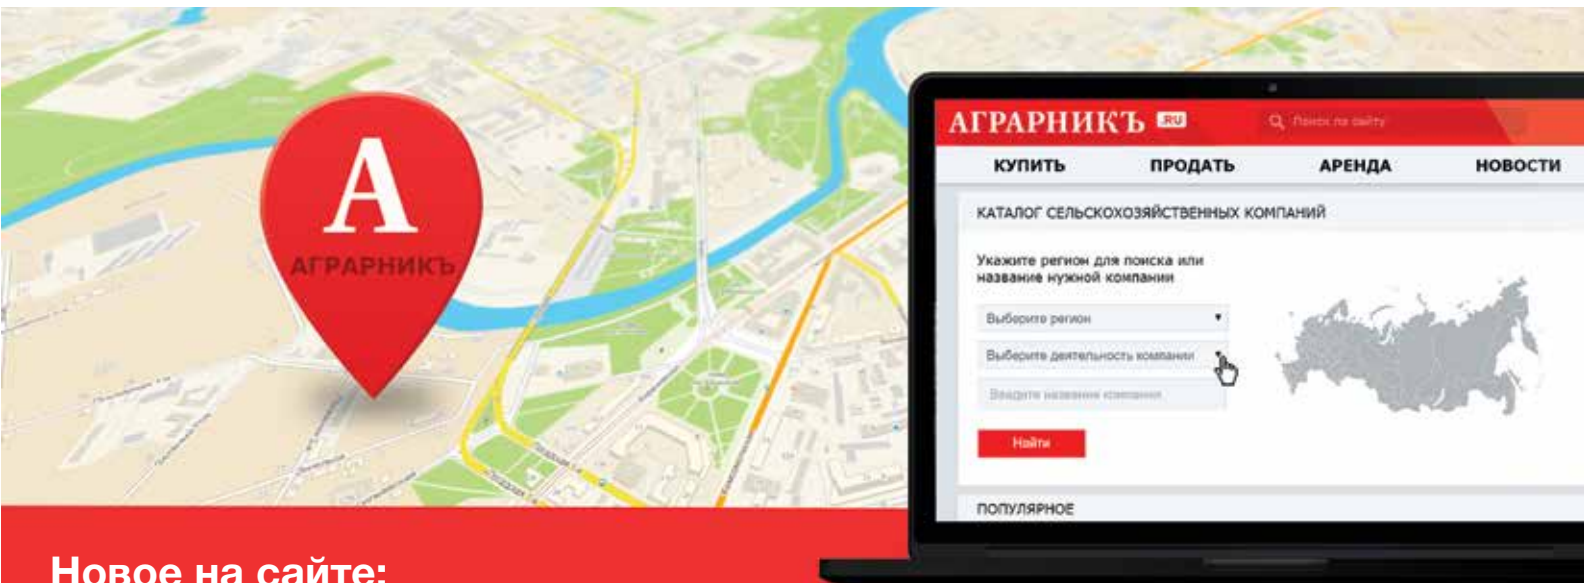 А
АГРАРНИКЪ
АГРАРНИКЪ .RU
Поиск по сайту
КУПИТЬ ПРОДАТЬ АРЕНДА НОВОСТИ
КАТАЛОГ СЕЛЬСКОХОЗЯЙСТВЕННЫХ КОМПАНИЙ
Укажите регион для поиска или
название нужной компании
Выберите регион
Выберите деятельность компании
Введите название компании
Найти
ПОПУЛЯРНОЕ
Новое на сайте: